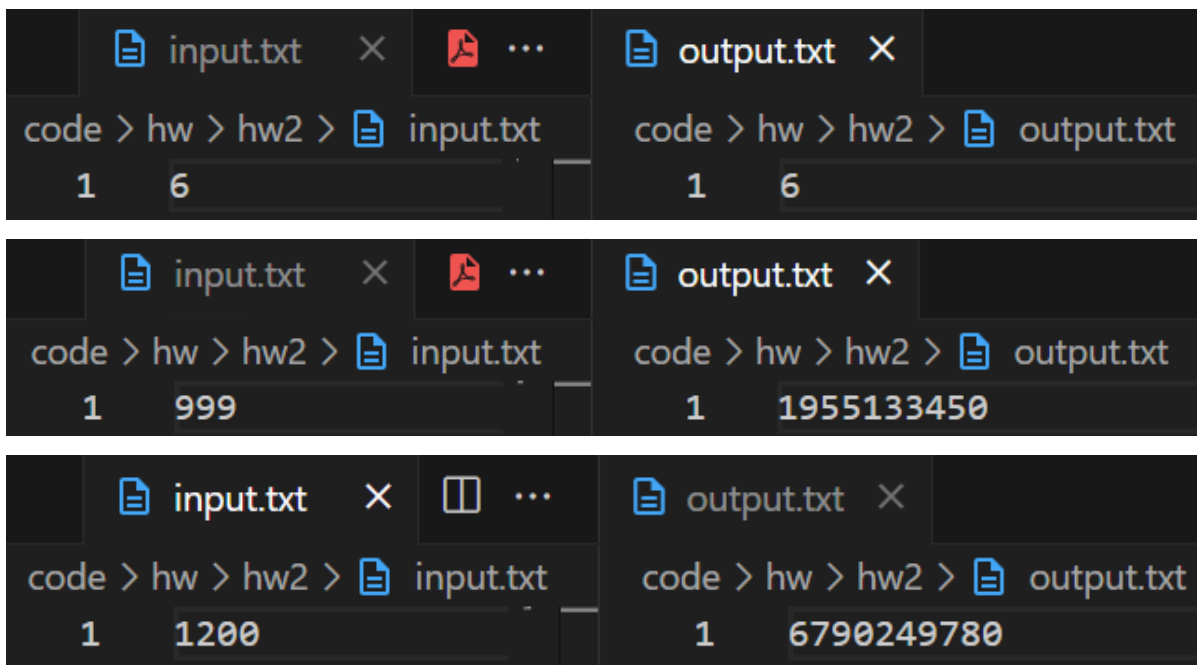 input.txt × ... output.txt ×
code > hw > hw2 > input.txt code > hw > hw2 > output.txt
1 6 1 6
input.txt × ... output.txt ×
code > hw > hw2 > input.txt code > hw > hw2 > output.txt
1 999 1 1955133450
input.txt × ... output.txt ×
code > hw > hw2 > input.txt code > hw > hw2 > output.txt
1 1200 1 6790249780